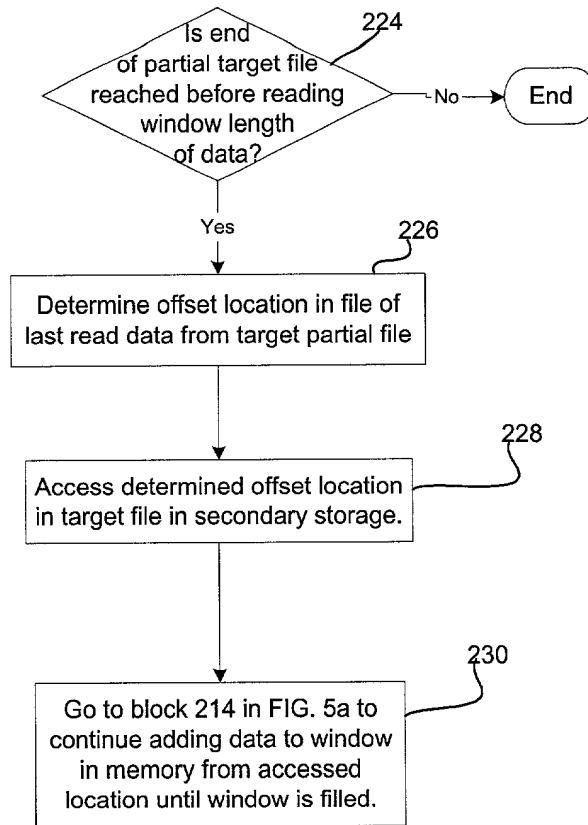 Is end
of partial target file
reached before reading
window length
of data?
224
No
End
Yes
226
Determine offset location in file of
last read data from target partial file
228
Access determined offset location
in target file in secondary storage.
230
Go to block 214 in FIG. 5a to
continue adding data to window
in memory from accessed
location until window is filled.